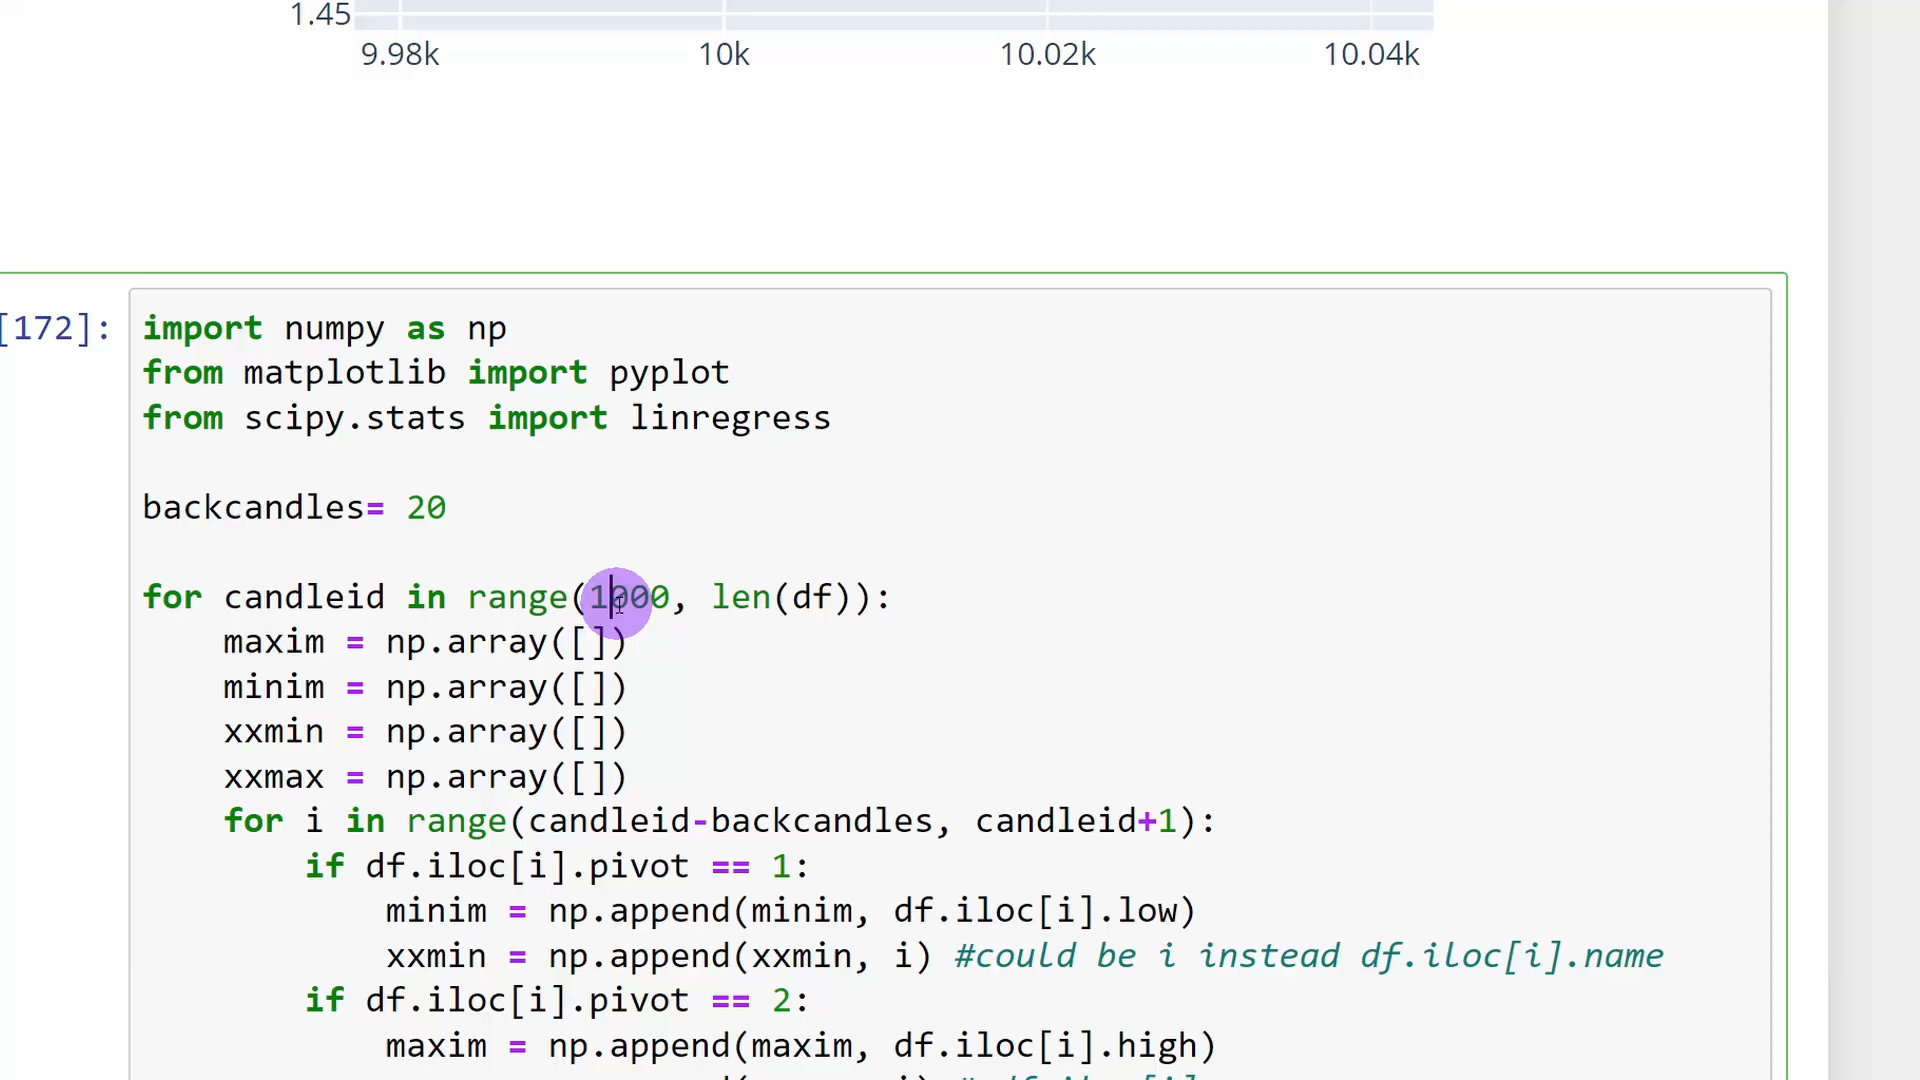 1.45
9.98k 10k 10.02k 10.04k
[172]:
import numpy as np
from matplotlib import pyplot
from scipy.stats import linregress
backcandles= 20
for candleid in range(1000, len(df)):
    maxim = np.array([])
    minim = np.array([])
    xxmin = np.array([])
    xxmax = np.array([])
    for i in range(candleid-backcandles, candleid+1):
        if df.iloc[i].pivot == 1:
            minim = np.append(minim, df.iloc[i].low)
            xxmin = np.append(xxmin, i) #could be i instead df.iloc[i].name
        if df.iloc[i].pivot == 2:
            maxim = np.append(maxim, df.iloc[i].high)